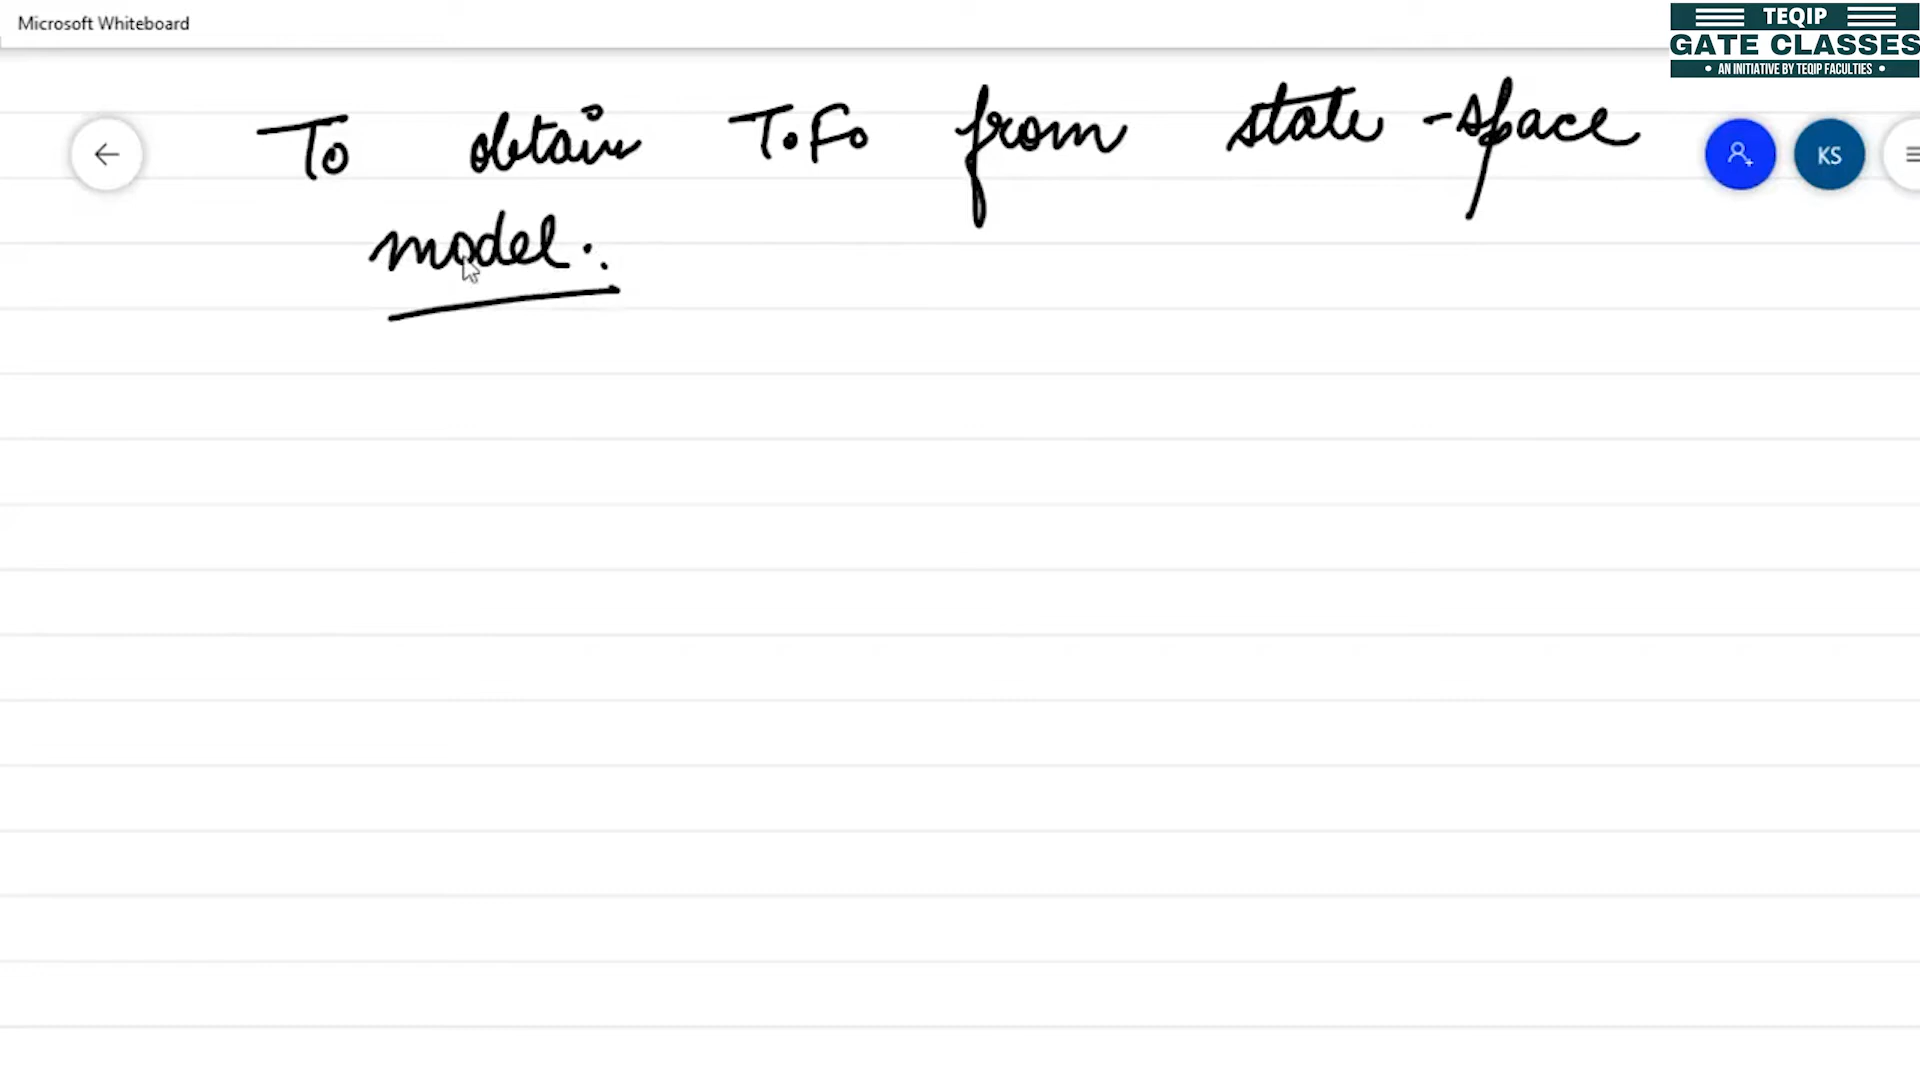 Microsoft Whiteboard
TEQIP
GATE CLASSES
• AN INITIATIVE BY TEQIP FACULTIES •
To obtain T.F. from state-space
model:
KS